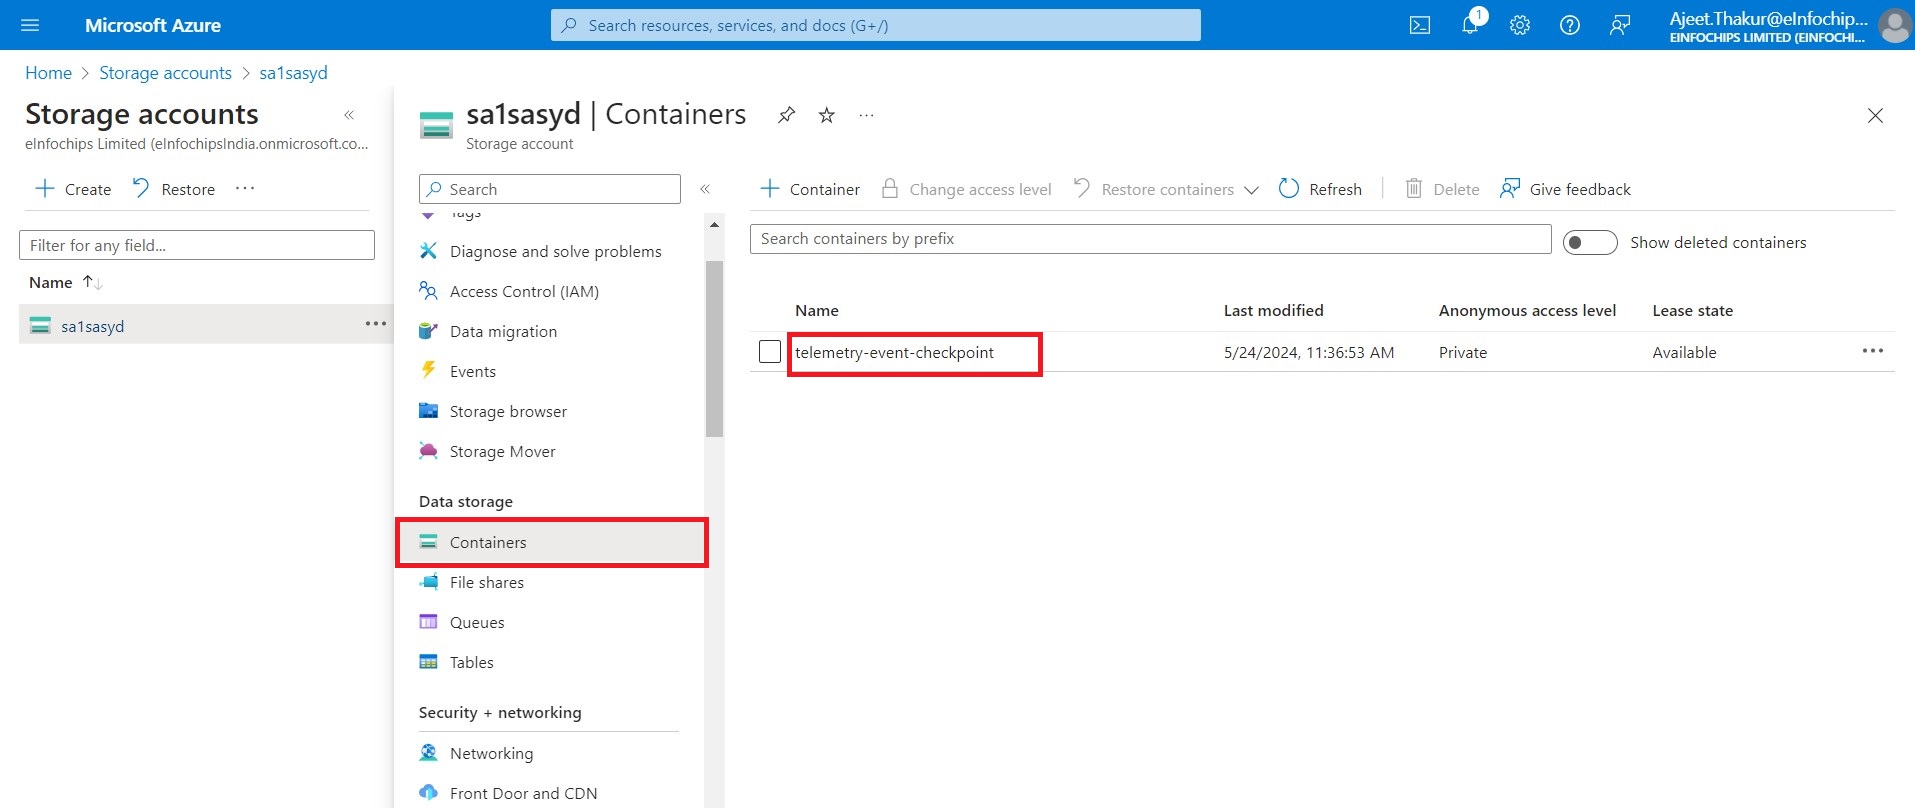 Microsoft Azure
Search resources, services, and docs (G+/)
1
Ajeet.Thakur@eInfochip...
EINFOCHIPS LIMITED (EINFOCHI...
Home > Storage accounts > sa1sasyd
Storage accounts
eInfochips Limited (eInfochipsIndia.onmicrosoft.co...
Create Restore ...
Filter for any field...
Name
sa1sasyd
sa1sasyd | Containers
Storage account
Search
Tags
Diagnose and solve problems
Access Control (IAM)
Data migration
Events
Storage browser
Storage Mover
Data storage
Containers
File shares
Queues
Tables
Security + networking
Networking
Front Door and CDN
Container Change access level Restore containers Refresh Delete Give feedback
Search containers by prefix
Show deleted containers
Name Last modified Anonymous access level Lease state
telemetry-event-checkpoint 5/24/2024, 11:36:53 AM Private Available